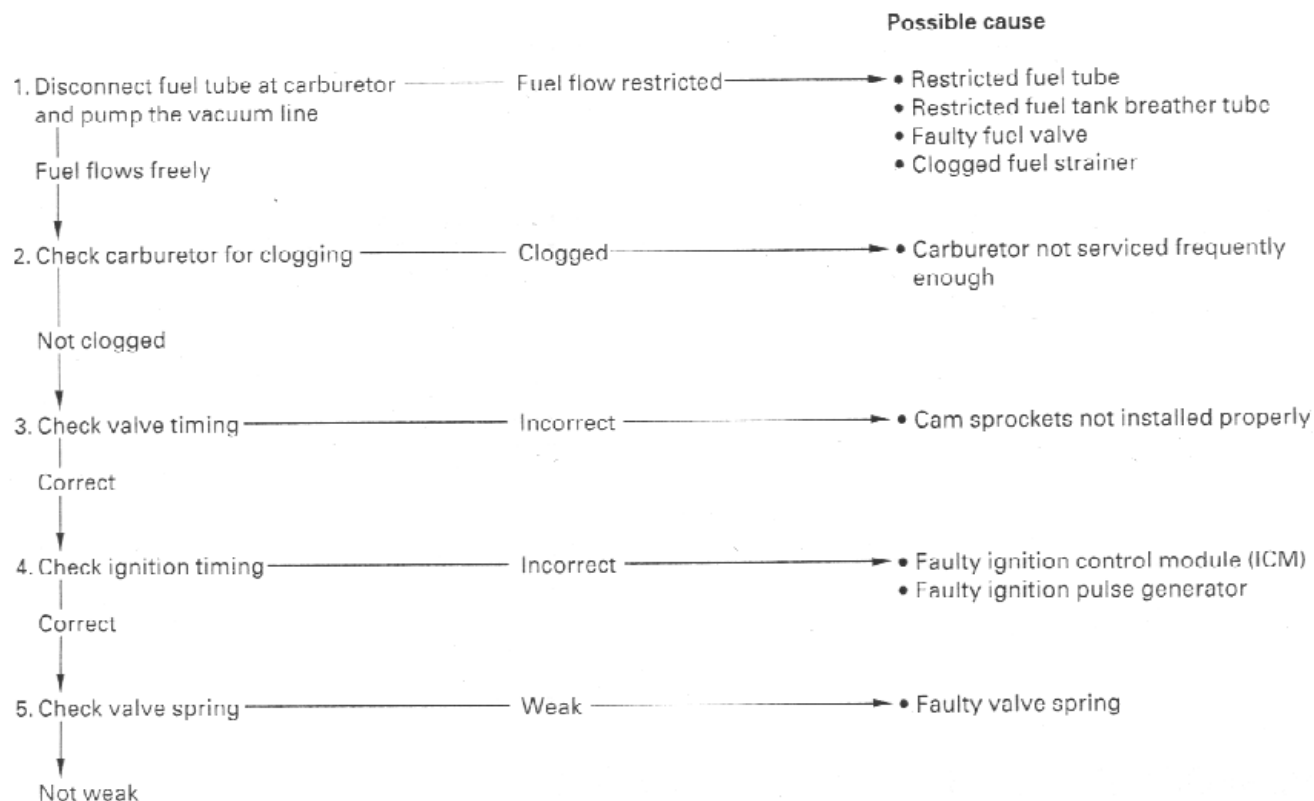 Possible cause
1. Disconnect fuel tube at carburetor
and pump the vacuum line
Fuel flow restricted
• Restricted fuel tube
• Restricted fuel tank breather tube
• Faulty fuel valve
• Clogged fuel strainer
Fuel flows freely
2. Check carburetor for clogging
Clogged
• Carburetor not serviced frequently
enough
Not clogged
3. Check valve timing
Incorrect
• Cam sprockets not installed properly
Correct
4. Check ignition timing
Incorrect
• Faulty ignition control module (ICM)
• Faulty ignition pulse generator
Correct
5. Check valve spring
Weak
• Faulty valve spring
Not weak